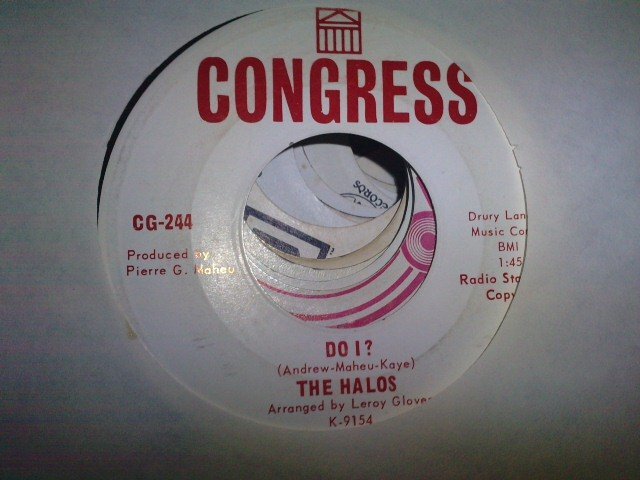 CONGRESS
CG-244
Produced by
Pierre G. Maheu
Drury Lan
Music Co
BMI
1:45
Radio Sta
Copy
CORDS
DO I?
(Andrew-Maheu-Kaye)
THE HALOS
Arranged by Leroy Glover
K-9154